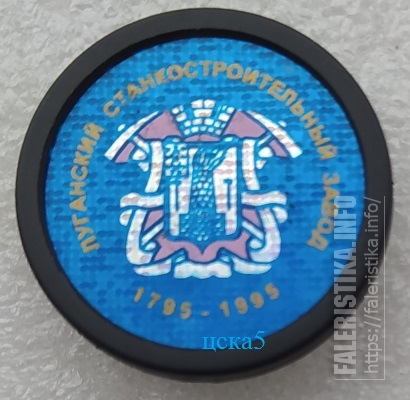 ЛУГАНСКИЙ СТАНКОСТРОИТЕЛЬНЫЙ ЗАВОД
1795-1995
цска5
FALERISTIKA.INFO
https://faleristika.info/